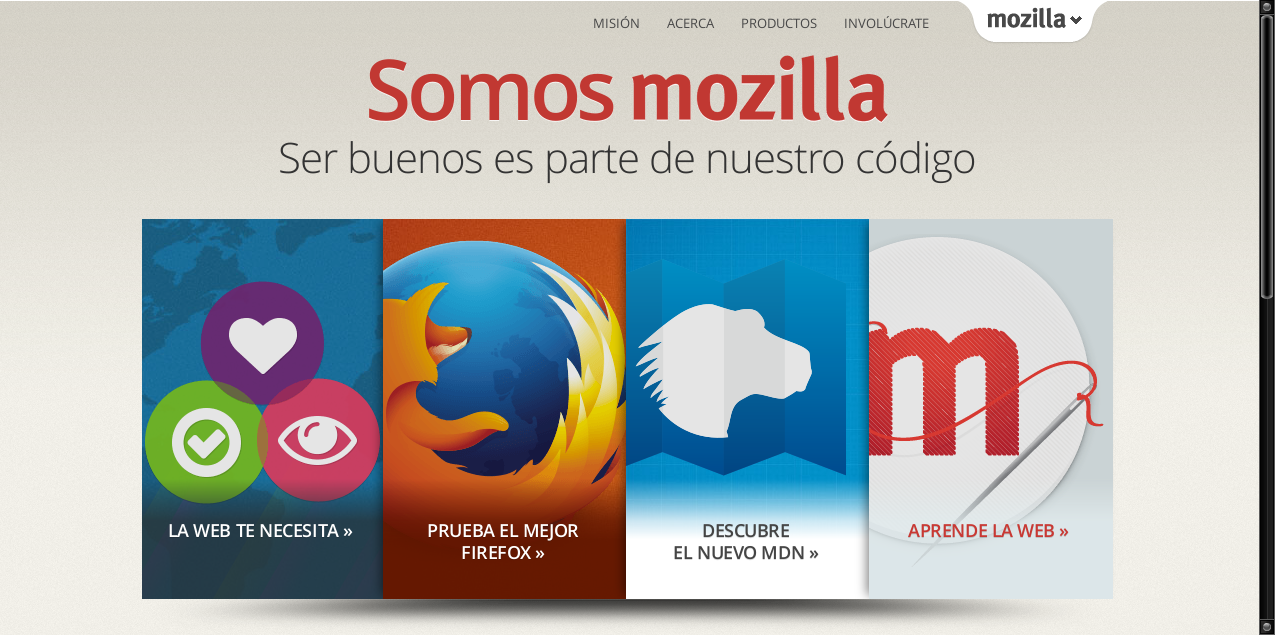 MISIÓN ACERCA PRODUCTOS INVOLÚCRATE mozilla
Somos mozilla
Ser buenos es parte de nuestro código
m
LA WEB TE NECESITA »
PRUEBA EL MEJOR
FIREFOX »
DESCUBRE
EL NUEVO MDN »
APRENDE LA WEB »